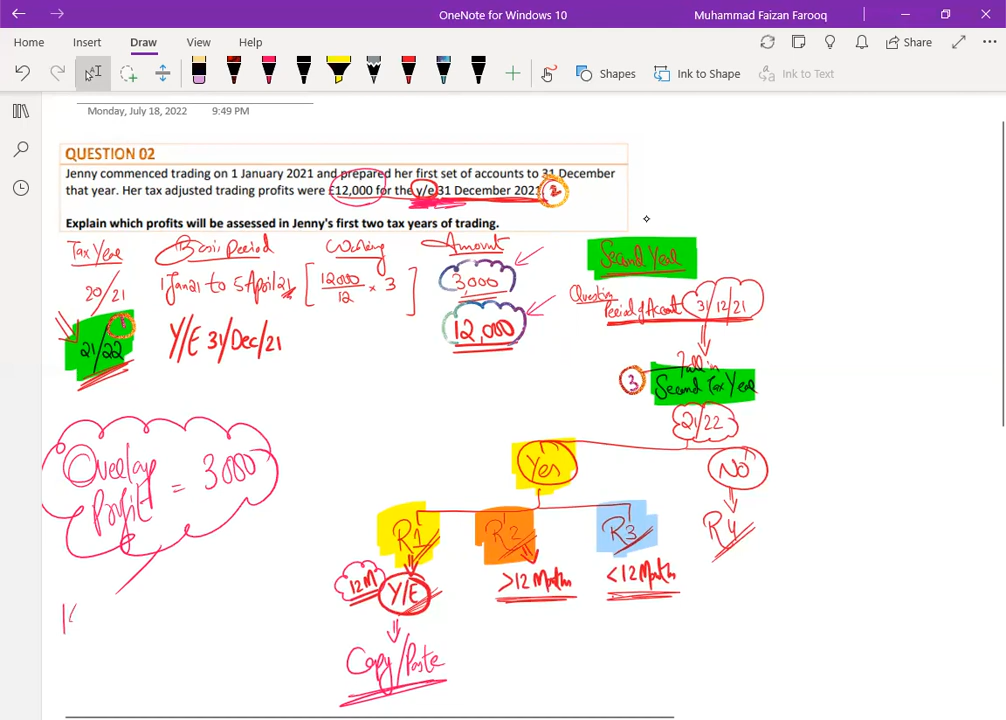 OneNote for Windows 10
Muhammad Faizan Farooq
Home Insert Draw View Help
Share
Shapes
Ink to Shape
Ink to Text
Monday, July 18, 2022 9:49 PM
QUESTION 02
Jenny commenced trading on 1 January 2021 and prepared her first set of accounts to 31 December
that year. Her tax adjusted trading profits were £12,000 for the y/e 31 December 2021. 2
Explain which profits will be assessed in Jenny's first two tax years of trading.
Tax Year Basis Period Working Amount
20/21 1 Jan 21 to 5 April 21 [12000/12 × 3] 3,000
21/22 Y/E 31/Dec/21 12,000
Second Year
Question
Period of Account 31/12/21
Fall in
3 Second Tax Year
21/22
Overlap
Profit = 3000
Yes No
R1 R2 R3 R4
12M Y/E >12 Months <12 Months
Copy/Paste